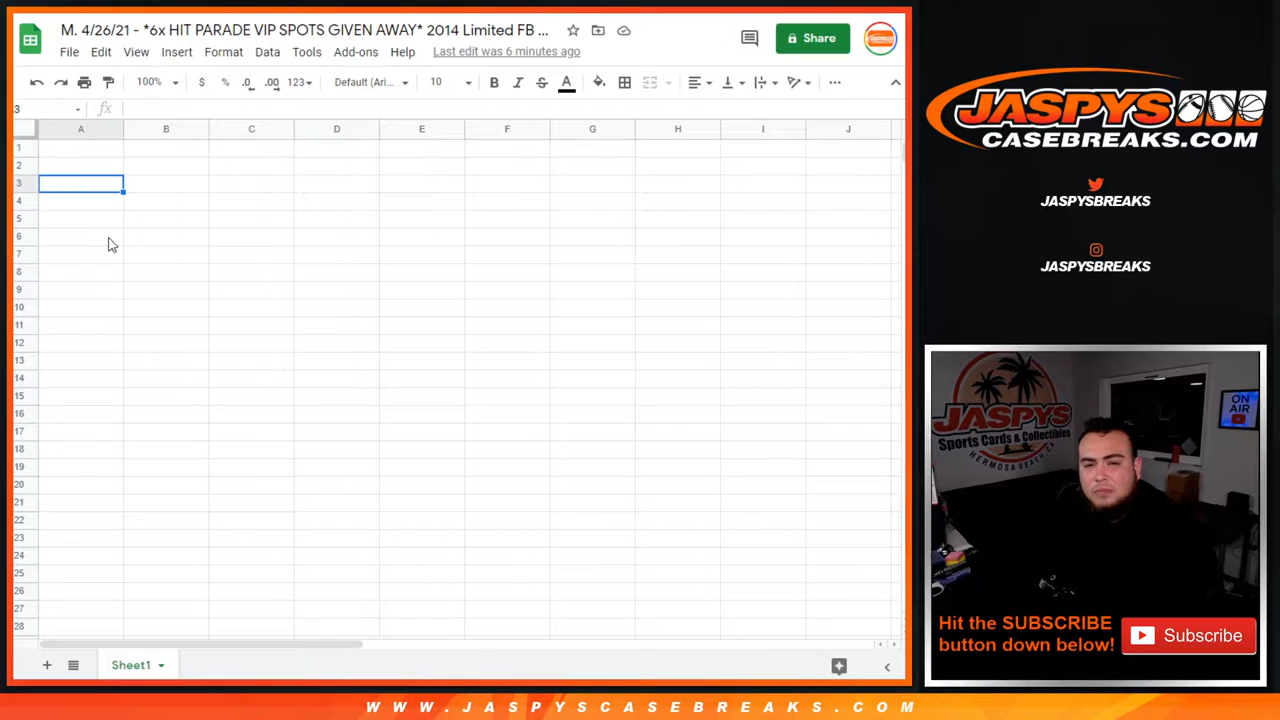 M. 4/26/21 - *6x HIT PARADE VIP SPOTS GIVEN AWAY* 2014 Limited FB ...
File Edit View Insert Format Data Tools Add-ons Help Last edit was 6 minutes ago
Share
100% $ % .0 .00 123 Default (Ari... 10 B I S A
3 fx
A B C D E F G H I J
1
2
3
4
5
6
7
8
9
10
11
12
13
14
15
16
17
18
19
20
21
22
23
24
25
26
27
28
Sheet1
JASPYS
CASEBREAKS.COM
JASPYSBREAKS
JASPYSBREAKS
JASPYS
Sports Cards & Collectibles
HERMOSA BEACH, CA
ON
AIR
Hit the SUBSCRIBE
button down below!
Subscribe
WWW.JASPYSCASEBREAKS.COM